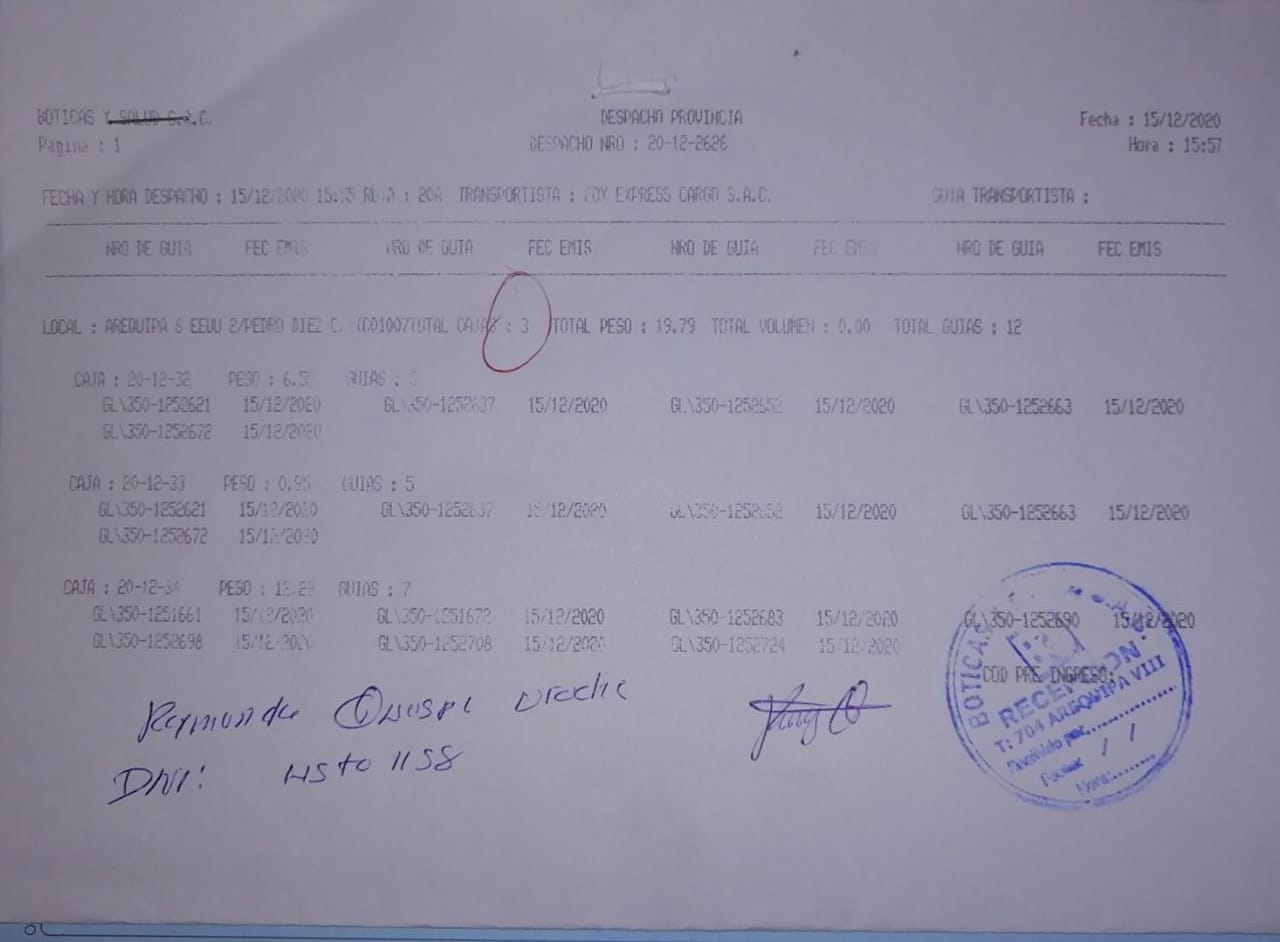 BOTICAS Y SALUD S.A.C.
DESPACHO PROVINCIA
Fecha : 15/12/2020
Pagina : 1
DESPACHO NRO : 20-12-2626
Hora : 15:57
FECHA Y HORA DESPACHO : 15/12/2020 RUTA : 20A TRANSPORTISTA : FOX EXPRESS CARGO S.A.C. GUIA TRANSPORTISTA :
NRO DE GUIA FEC EMIS NRO DE GUIA FEC EMIS NRO DE GUIA FEC EMIS NRO DE GUIA FEC EMIS
LOCAL : AREQUIPA 6 EEUU 2/PEDRO DIEZ C. (C01007TOTAL CAJAS : 3 TOTAL PESO : 19.79 TOTAL VOLUMEN : 0.00 TOTAL GUIAS : 12
CAJA : 20-12-32 PESO : 6.55 GUIAS : 5
GL\350-1252621 15/12/2020 GL\350-1252637 15/12/2020 GL\350-1252652 15/12/2020 GL\350-1252663 15/12/2020
GL\350-1252672 15/12/2020
CAJA : 20-12-33 PESO : 0.95 GUIAS : 5
GL\350-1252621 15/12/2020 GL\350-1252637 15/12/2020 GL\350-1252652 15/12/2020 GL\350-1252663 15/12/2020
GL\350-1252672 15/12/2020
CAJA : 20-12-34 PESO : 12.29 GUIAS : 7
GL\350-1251661 15/12/2020 GL\350-1251672 15/12/2020 GL\350-1252683 15/12/2020 GL\350-1252690 15/12/2020
GL\350-1252698 15/12/2020 GL\350-1252708 15/12/2020 GL\350-1252724 15/12/2020
COD PRE INGRESO:
BOTICAS S.A.C.
RECEPCION
T: 704 AREQUIPA VIII
Recibido por:
Fecha: / /
Hora:
DNI: